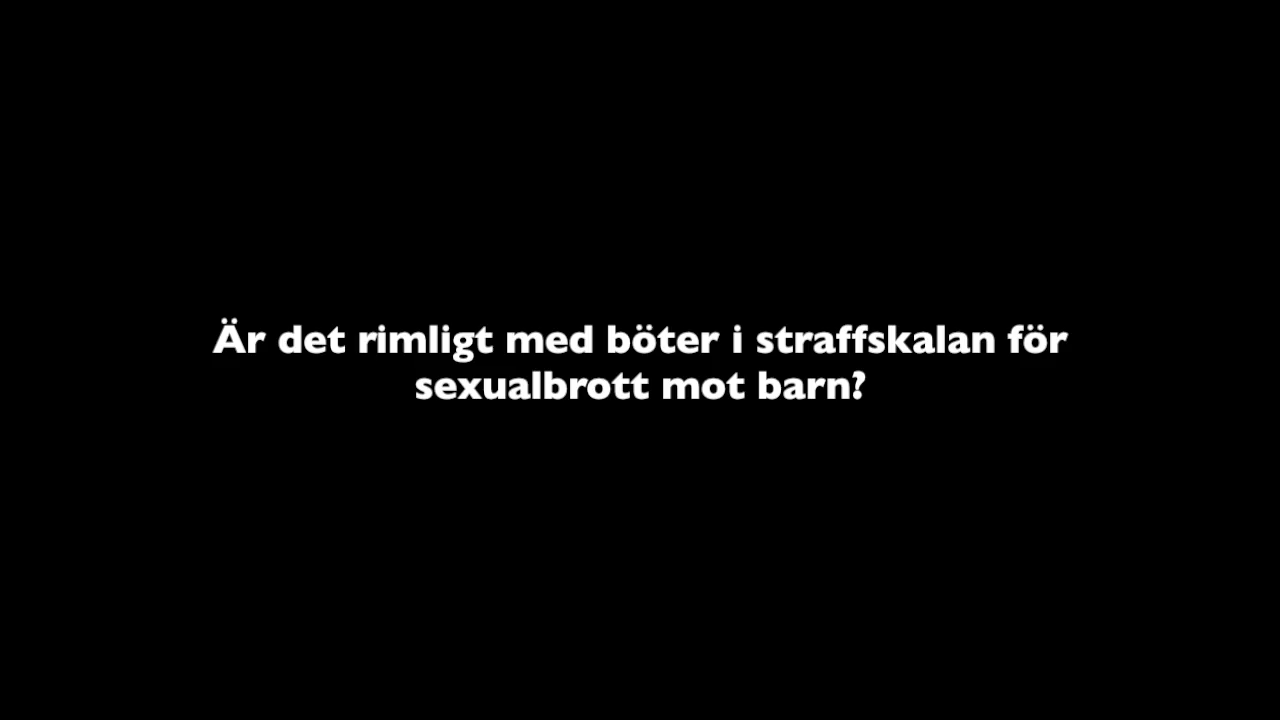 Är det rimligt med böter i straffskalan för
sexualbrott mot barn?